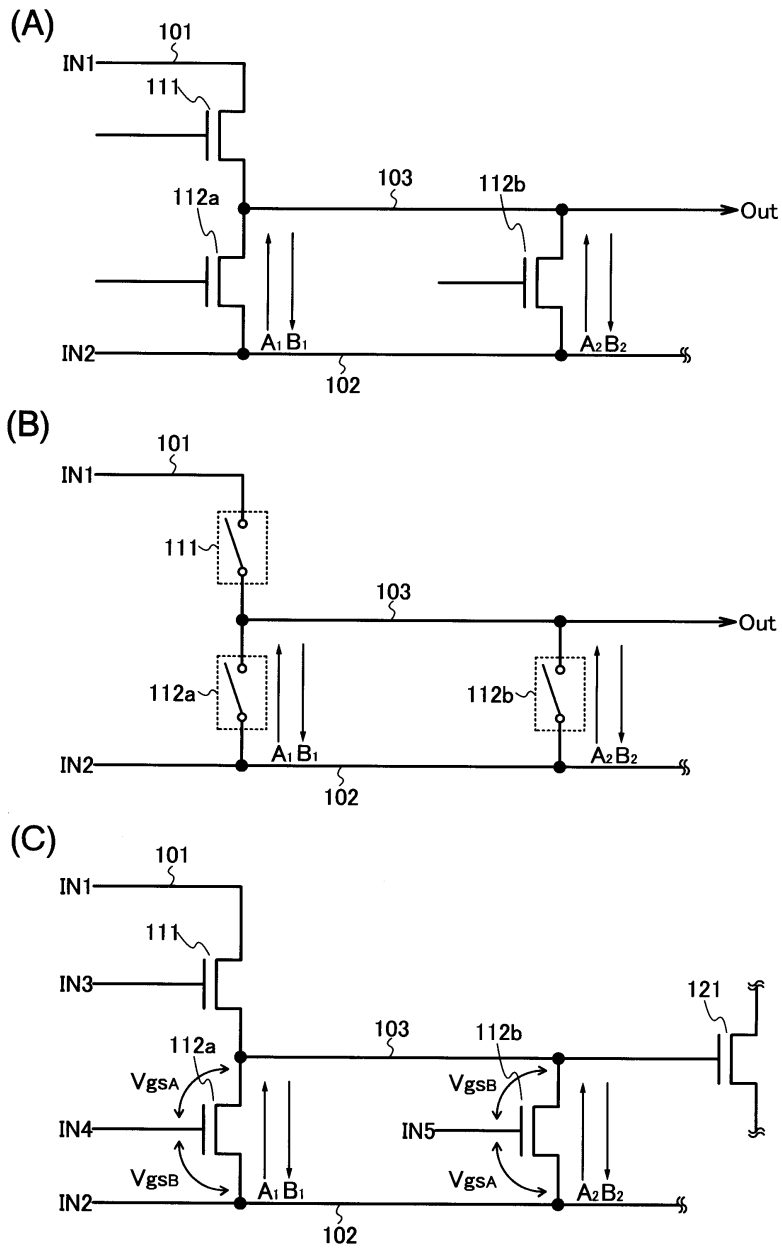 (A)
101
IN1
111
103
112a
112b
Out
A1 B1
A2 B2
IN2
102
(B)
101
IN1
111
103
Out
112a
112b
A1 B1
A2 B2
IN2
102
(C)
101
IN1
111
IN3
121
103
112a
112b
VgsA
VgsB
IN4
IN5
VgsB
VgsA
A1 B1
A2 B2
IN2
102